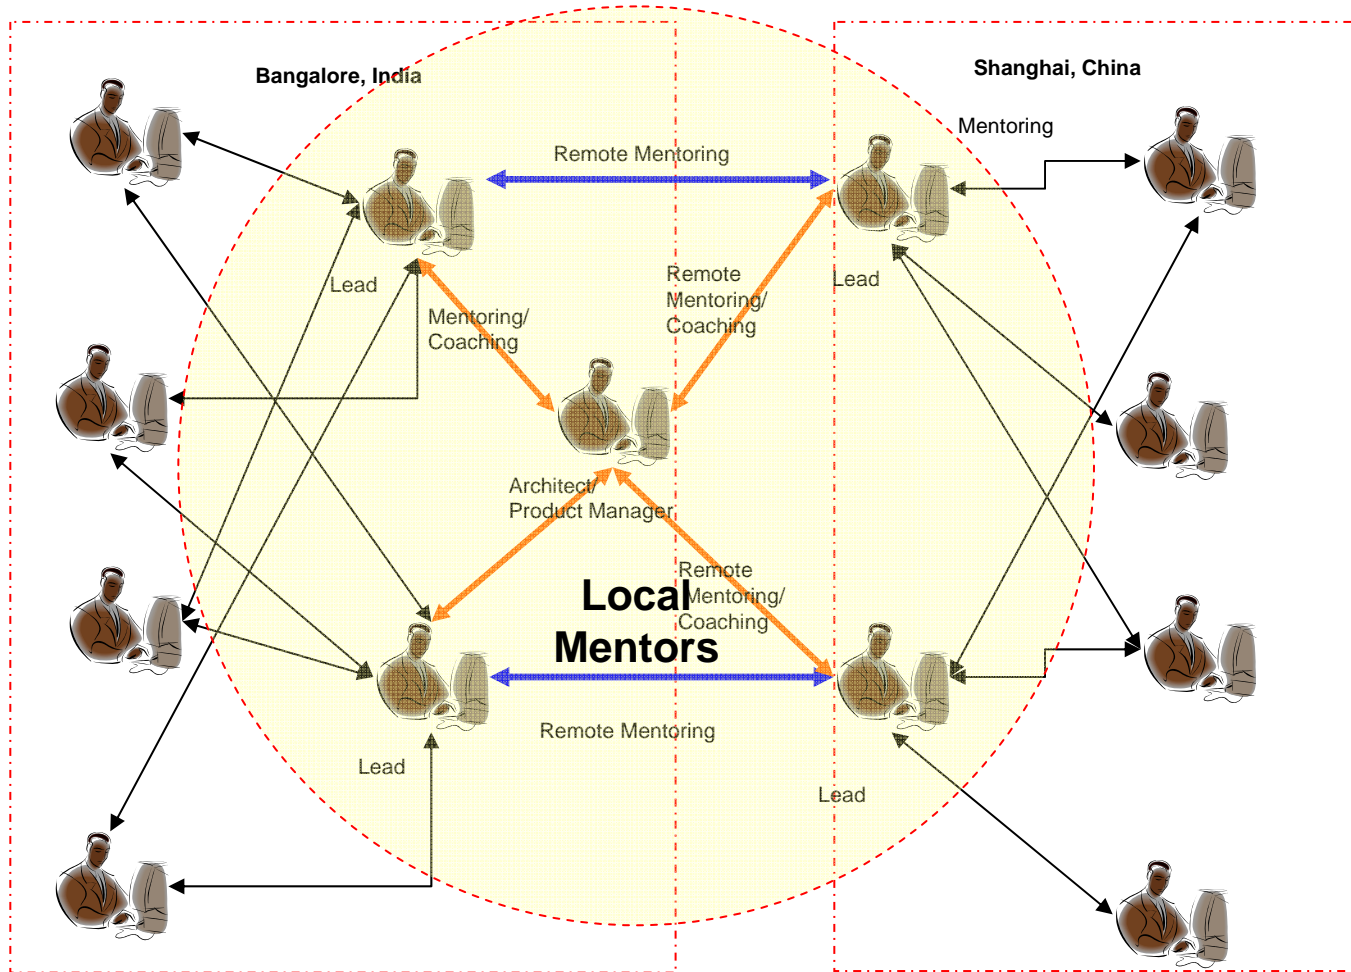 Bangalore, India
Shanghai, China
Mentoring
Remote Mentoring
Lead
Mentoring/
Coaching
Remote
Mentoring/
Coaching
Lead
Architect/
Product Manager
Remote
Mentoring/
Coaching
Local
Mentors
Remote Mentoring
Lead
Lead